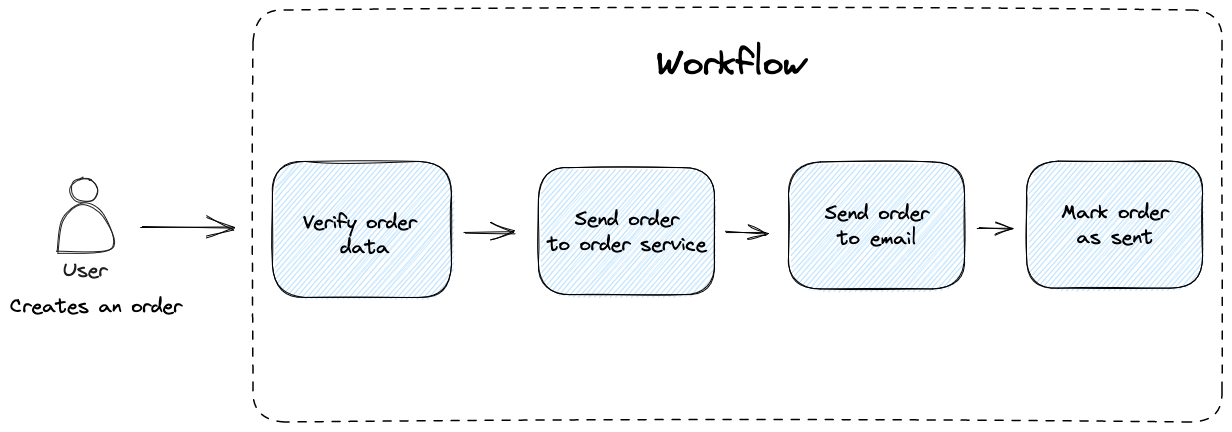 Workflow
Verify order
data
Send order
to order service
Send order
to email
Mark order
as sent
User
Creates an order